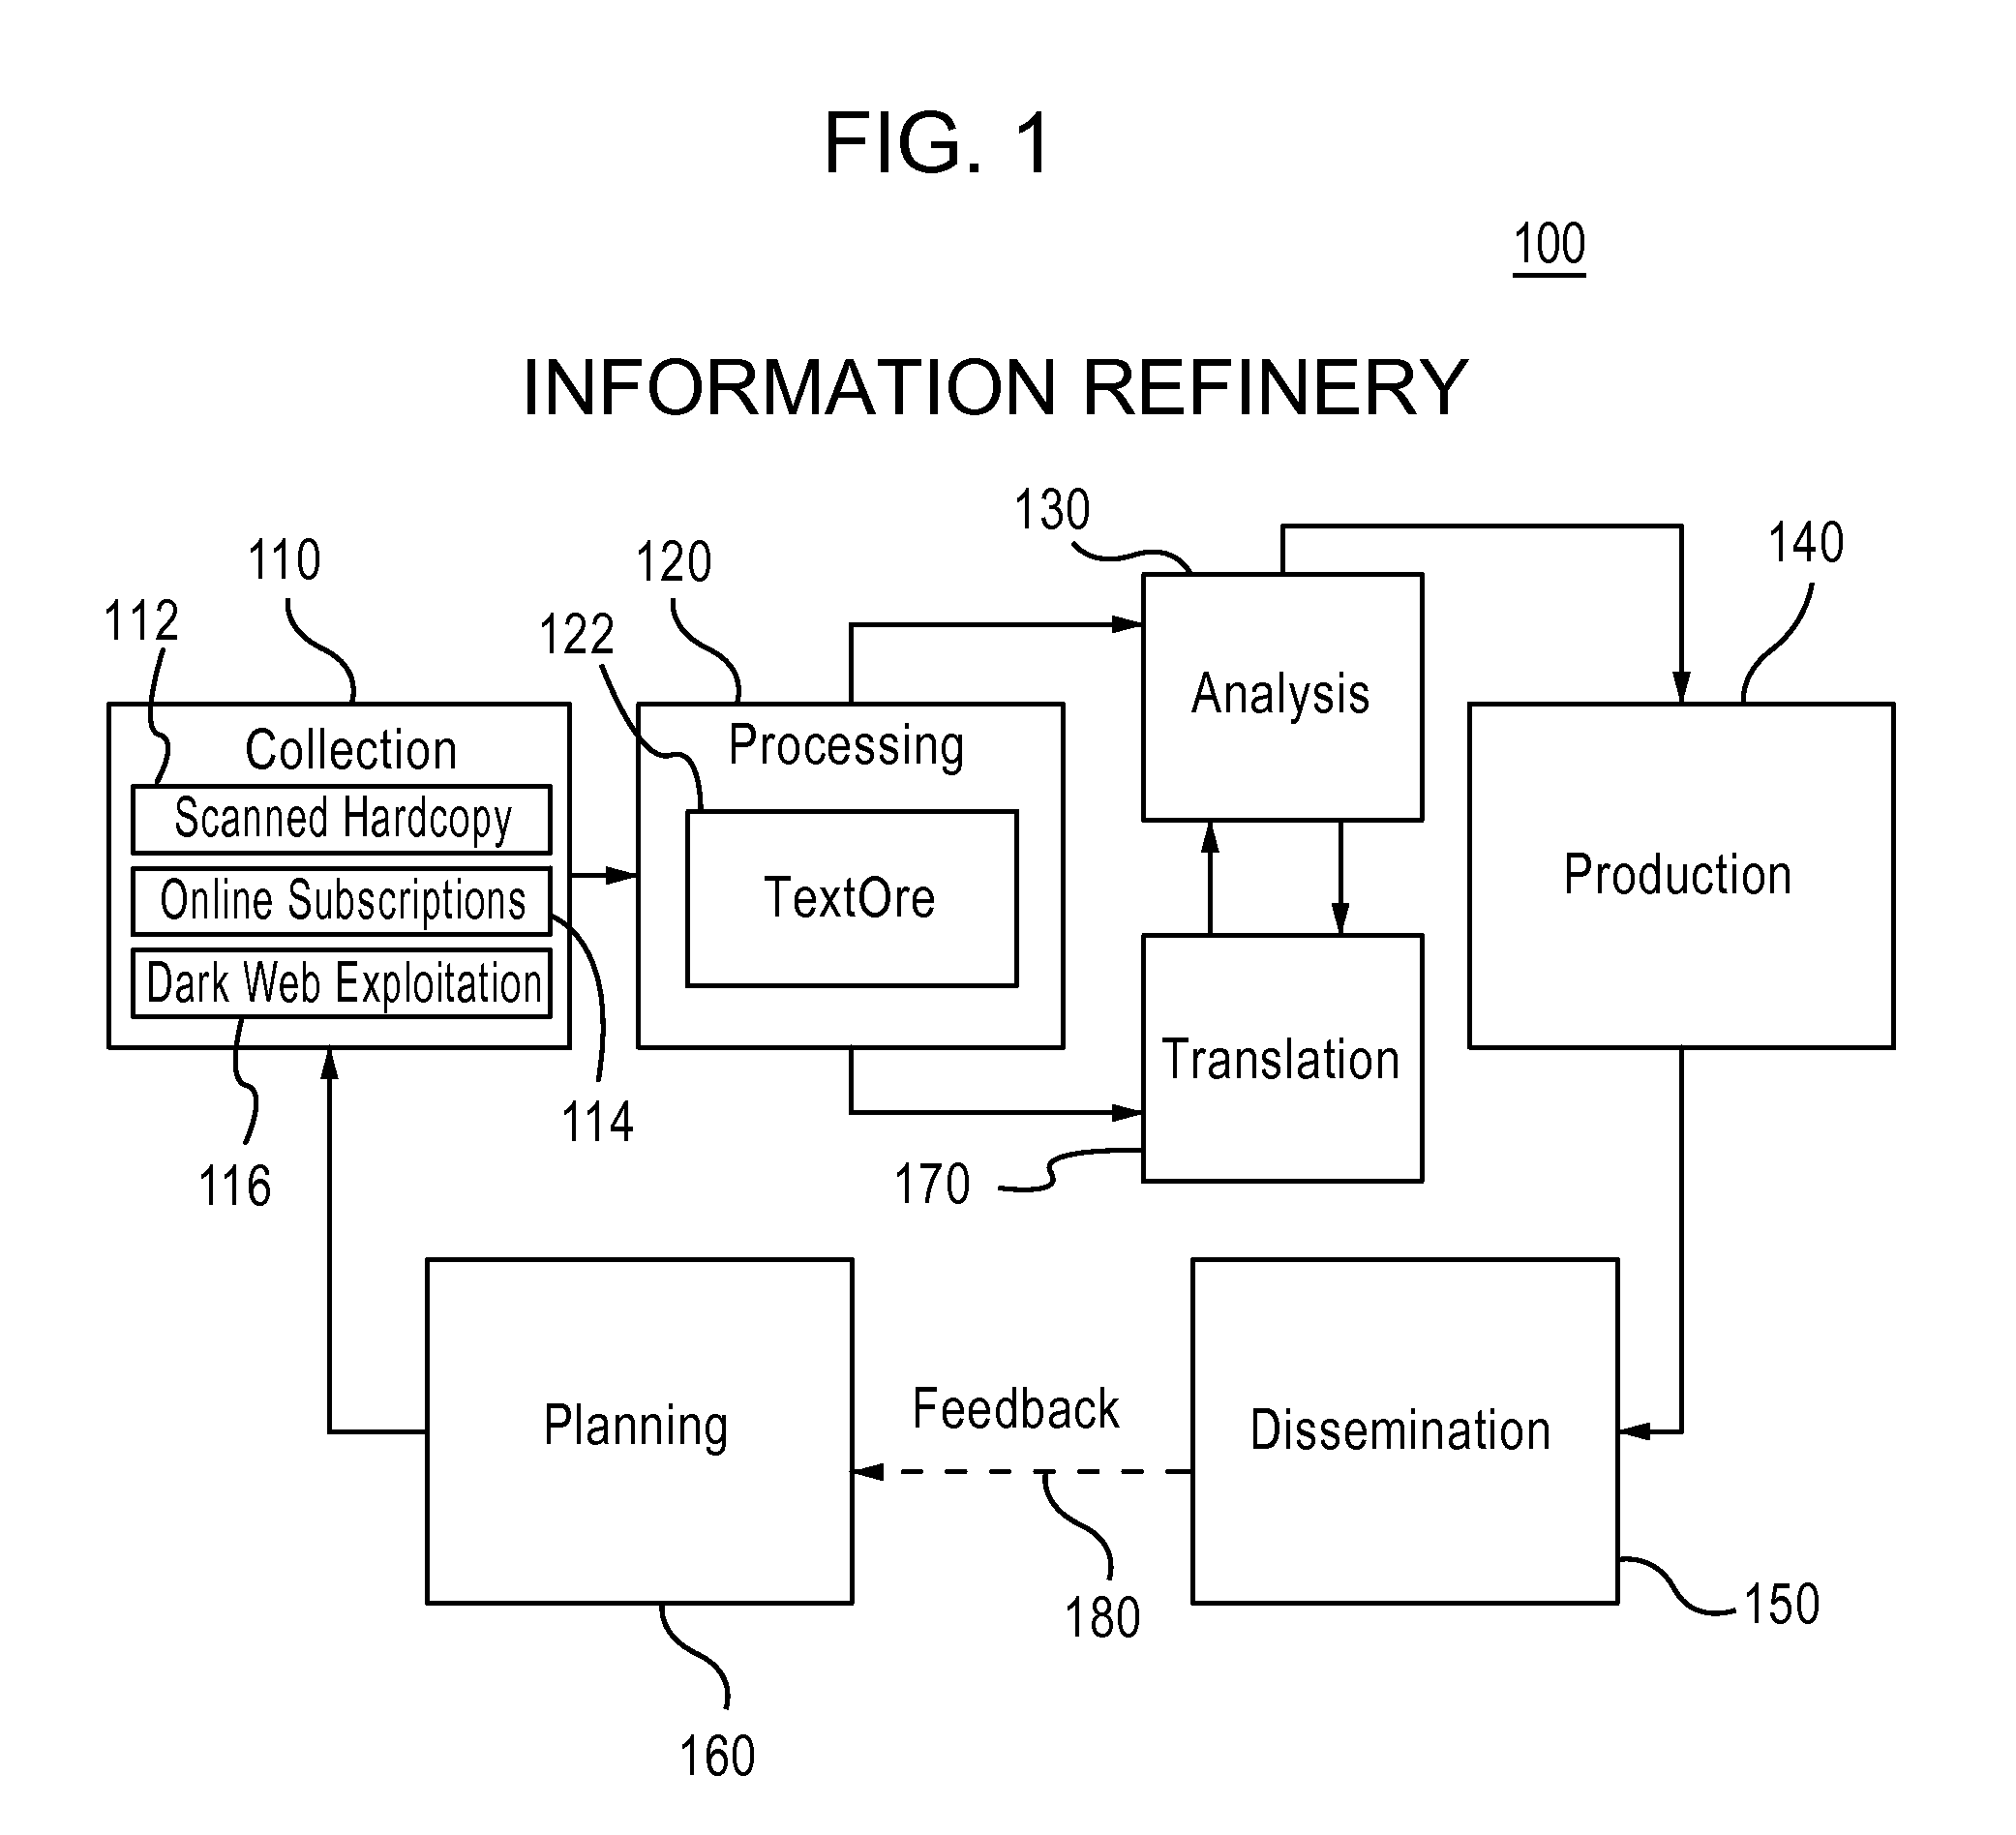 FIG. 1
100
INFORMATION REFINERY
130
140
110
120
112
122
Analysis
Collection
Processing
Scanned Hardcopy
Production
Online Subscriptions
TextOre
Dark Web Exploitation
Translation
114
116
170
Feedback
Planning
Dissemination
180
150
160